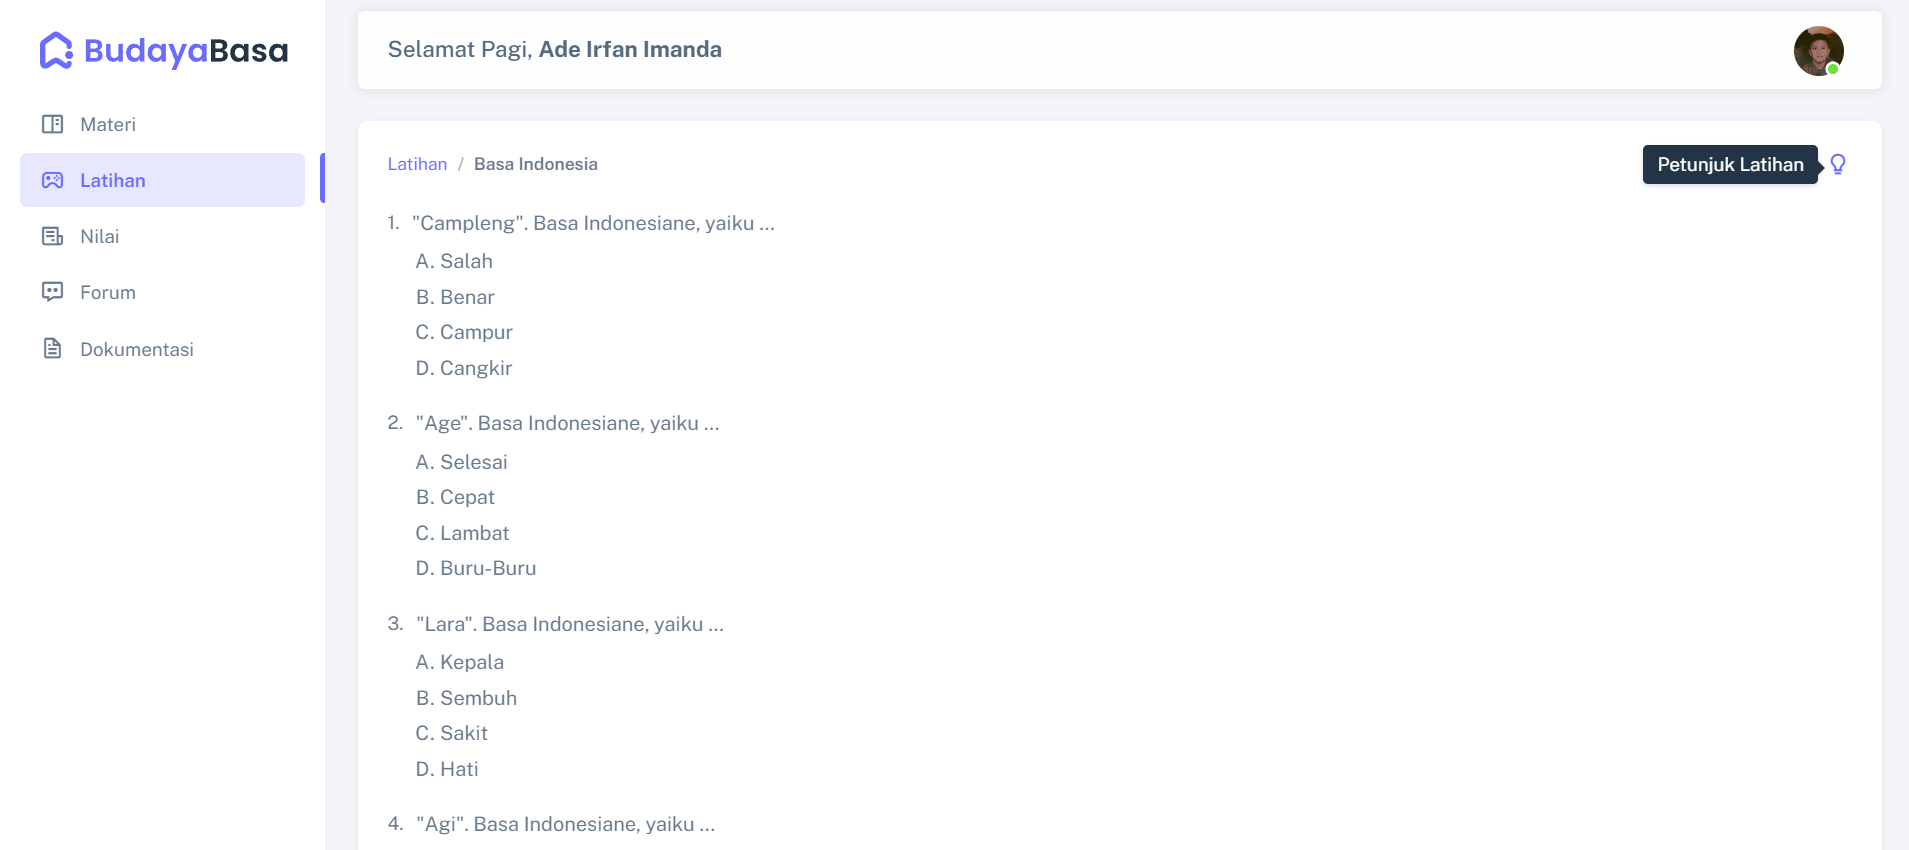 BudayaBasa
Materi
Latihan
Nilai
Forum
Dokumentasi
Selamat Pagi, Ade Irfan Imanda
Latihan / Basa Indonesia
Petunjuk Latihan
1. "Campleng". Basa Indonesiane, yaiku ...
A. Salah
B. Benar
C. Campur
D. Cangkir
2. "Age". Basa Indonesiane, yaiku ...
A. Selesai
B. Cepat
C. Lambat
D. Buru-Buru
3. "Lara". Basa Indonesiane, yaiku ...
A. Kepala
B. Sembuh
C. Sakit
D. Hati
4. "Agi". Basa Indonesiane, yaiku ...